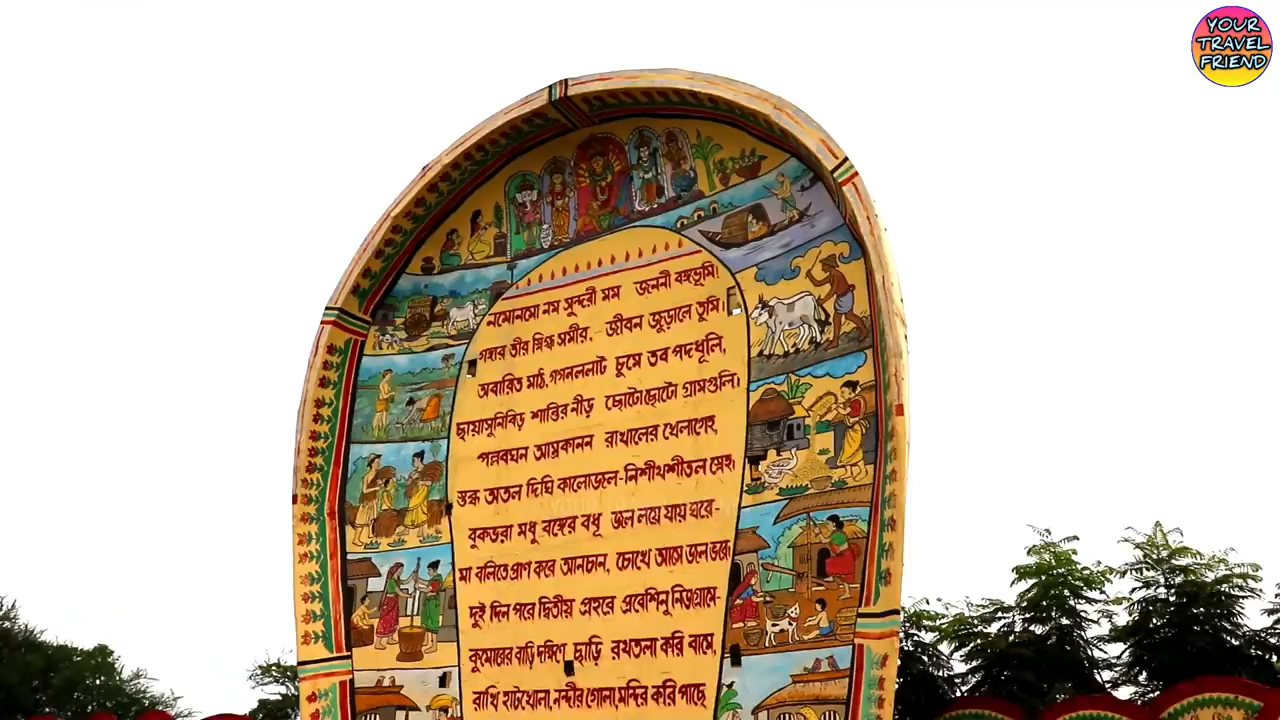 YOUR
TRAVEL
FRIEND
নমোনমো নম সুন্দরী মম জননী বঙ্গভূমি!
গঙ্গার তীর স্নিগ্ধ সমীর, জীবন জুড়ালে তুমি।
অবারিত মাঠ, গগনললাট চুমে তব পদধূলি,
ছায়াসুনিবিড় শান্তির নীড় ছোটোছোটো গ্রামগুলি।
পল্লবঘন আম্রকানন রাখালের খেলাগেহ,
স্তব্ধ অতল দিঘি কালোজল-নিশীথশীতল স্নেহ।
বুকভরা মধু বঙ্গের বধূ জল লয়ে যায় ঘরে-
মা বলিতে প্রাণ করে আনচান, চোখে আসে জল ভরে।
দুই দিন পরে দ্বিতীয় প্রহরে প্রবেশিনু নিজগ্রামে-
কুমোরের বাড়ি দক্ষিণে ছাড়ি রথতলা করি বামে,
রাখি হাটখোলা, নন্দীর গোলা, মন্দির করি পাছে